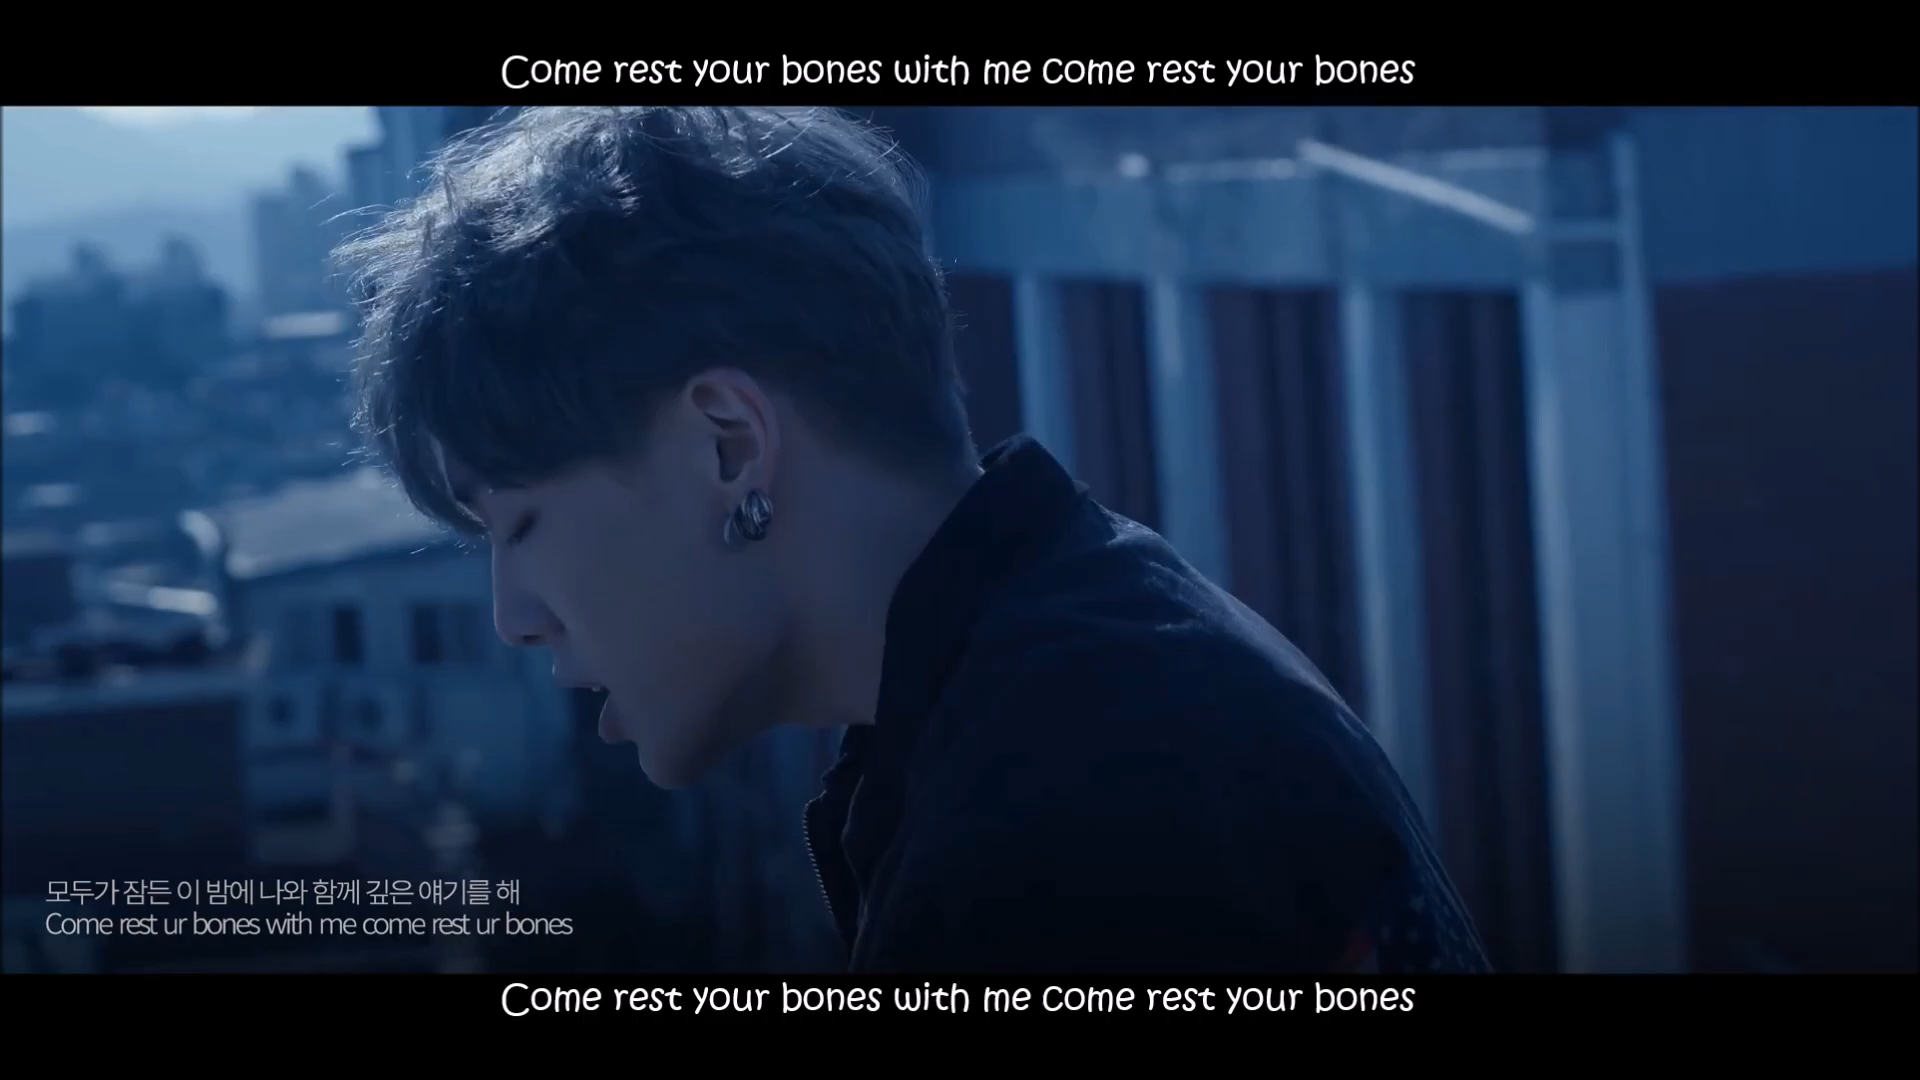 Come rest your bones with me come rest your bones
모두가 잠든 이 밤에 나와 함께 깊은 얘기를 해
Come rest ur bones with me come rest ur bones
Come rest your bones with me come rest your bones